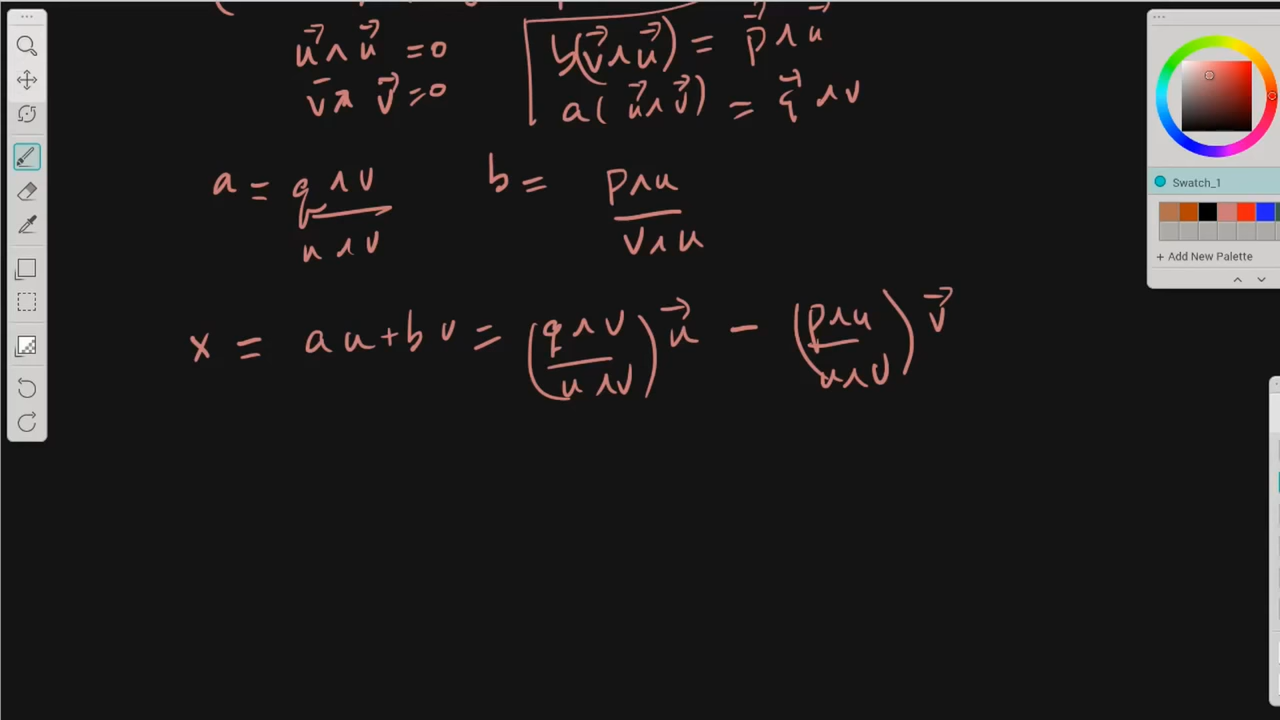 u⃗ ∧ u⃗ = 0
b(v⃗ ∧ u⃗) = p⃗ ∧ u⃗
v⃗ ∧ v⃗ = 0
a(u⃗ ∧ v⃗) = q⃗ ∧ v
a = q∧v / u∧v
b = p∧u / v∧u
x = au + bv = (q∧v / u∧v) u⃗ − (p∧u / u∧v) v⃗
Swatch_1
+ Add New Palette